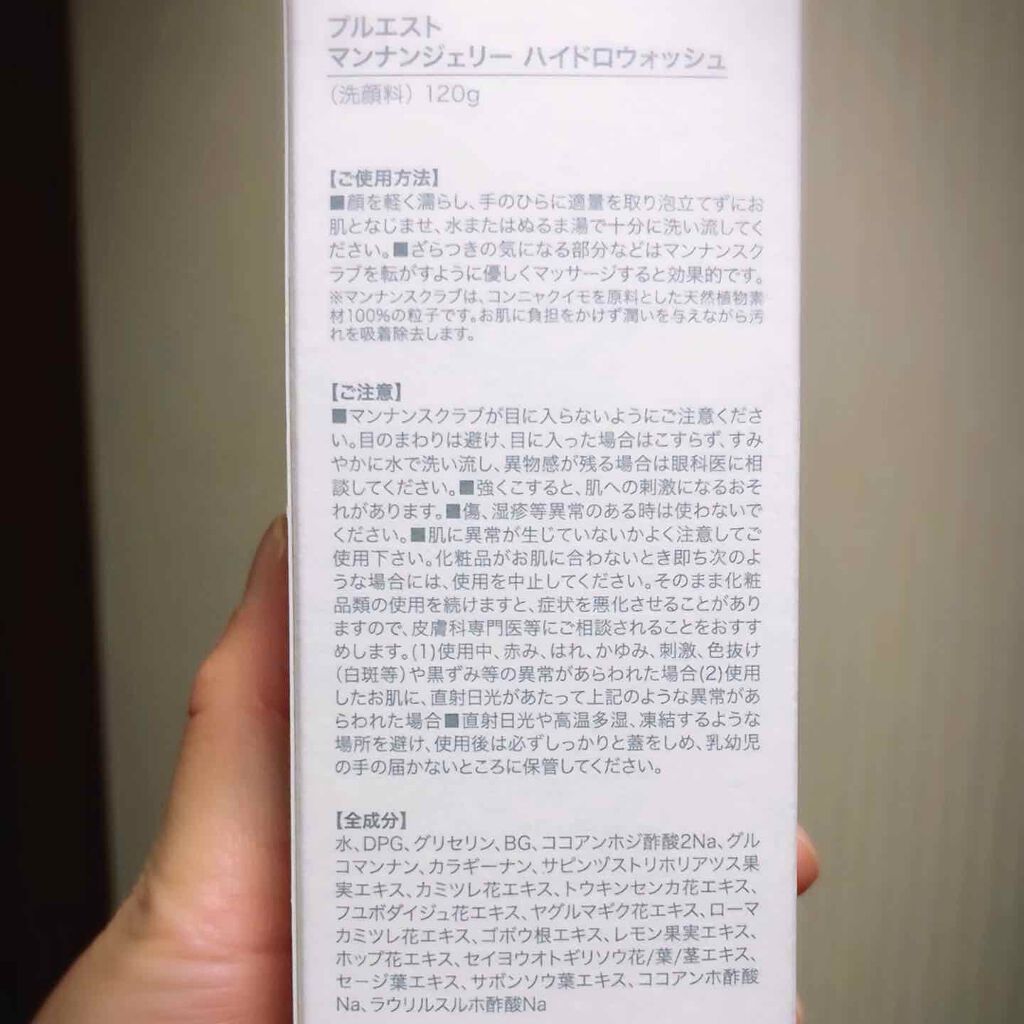 プルエスト
マンナンジェリー ハイドロウォッシュ
(洗顔料) 120g
【ご使用方法】
■顔を軽く濡らし、手のひらに適量を取り泡立てずにお
肌となじませ、水またはぬるま湯で十分に洗い流してく
ださい。■ざらつきの気になる部分などはマンナンスク
ラブを転がすように優しくマッサージすると効果的です。
※マンナンスクラブは、コンニャクイモを原料とした天然植物素
材100%の粒子です。お肌に負担をかけず潤いを与えながら汚
れを吸着除去します。
【ご注意】
■マンナンスクラブが目に入らないようにご注意くださ
い。目のまわりは避け、目に入った場合はこすらず、すみ
やかに水で洗い流し、異物感が残る場合は眼科医に相
談してください。■強くこすると、肌への刺激になるおそ
れがあります。■傷、湿疹等異常のある時は使わないで
ください。■肌に異常が生じていないかよく注意してご
使用下さい。化粧品がお肌に合わないとき即ち次のよ
うな場合には、使用を中止してください。そのまま化粧
品類の使用を続けますと、症状を悪化させることがあり
ますので、皮膚科専門医等にご相談されることをおすす
めします。(1)使用中、赤み、はれ、かゆみ、刺激、色抜け
(白斑等)や黒ずみ等の異常があらわれた場合(2)使用
したお肌に、直射日光があたって上記のような異常があ
らわれた場合■直射日光や高温多湿、凍結するような
場所を避け、使用後は必ずしっかりと蓋をしめ、乳幼児
の手の届かないところに保管してください。
【全成分】
水、DPG、グリセリン、BG、ココアンホジ酢酸2Na、グル
コマンナン、カラギーナン、サピンヅストリホリアツス果
実エキス、カミツレ花エキス、トウキンセンカ花エキス、
フユボダイジュ花エキス、ヤグルマギク花エキス、ローマ
カミツレ花エキス、ゴボウ根エキス、レモン果実エキス、
ホップ花エキス、セイヨウオトギリソウ花/葉/茎エキス、
セージ葉エキス、サボンソウ葉エキス、ココアンホ酢酸
Na、ラウリルスルホ酢酸Na